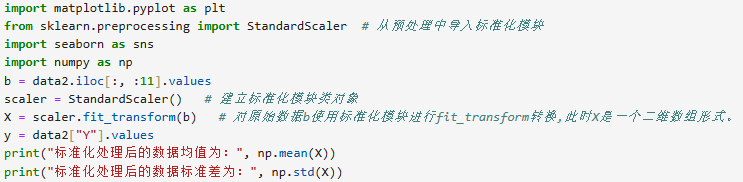 import matplotlib.pyplot as plt
from sklearn.preprocessing import StandardScaler  # 从预处理中导入标准化模块
import seaborn as sns
import numpy as np
b = data2.iloc[:, :11].values
scaler = StandardScaler()  # 建立标准化模块类对象
X = scaler.fit_transform(b)  # 对原始数据b使用标准化模块进行fit_transform转换,此时X是一个二维数组形式。
y = data2["Y"].values
print("标准化处理后的数据均值为：", np.mean(X))
print("标准化处理后的数据标准差为：", np.std(X))